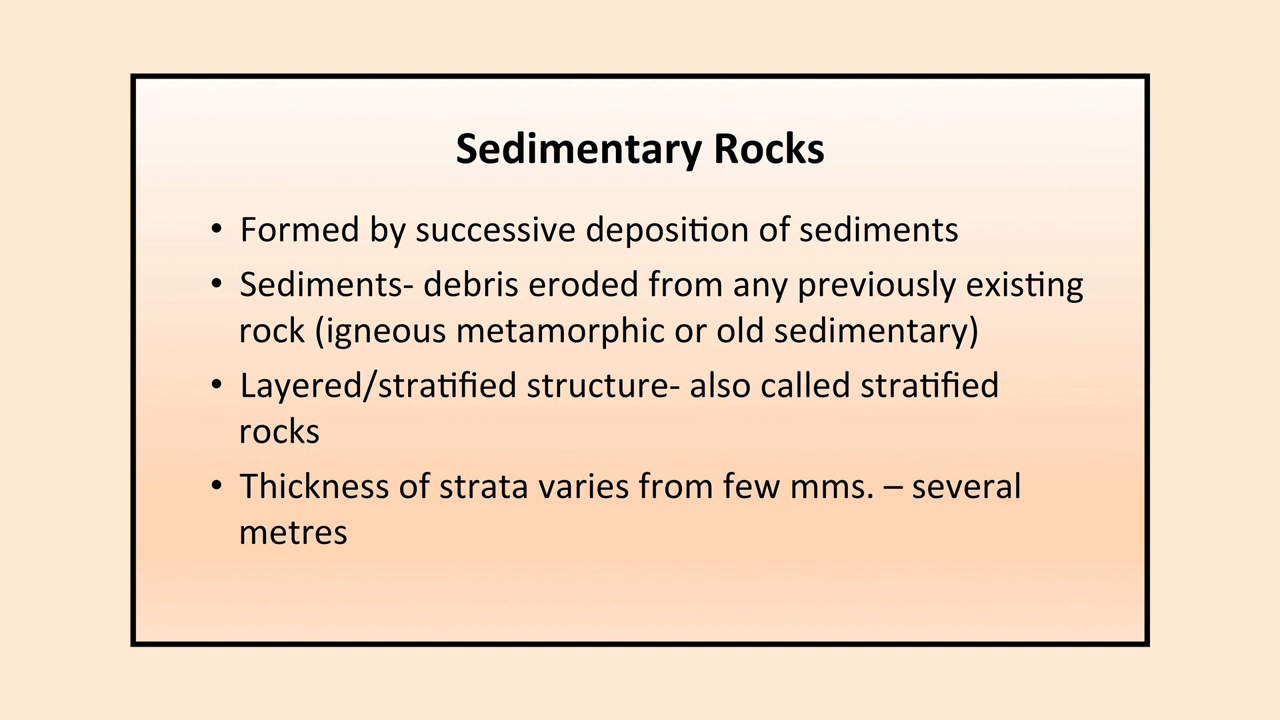 Sedimentary Rocks
• Formed by successive deposition of sediments
• Sediments- debris eroded from any previously existing
rock (igneous metamorphic or old sedimentary)
• Layered/stratified structure- also called stratified
rocks
• Thickness of strata varies from few mms. – several
metres